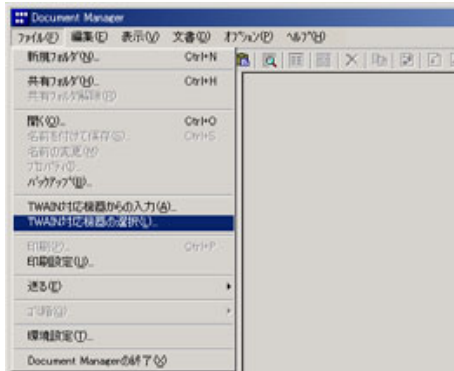 Document Manager
ファイル(F) 編集(E) 表示(V) 文書(D) オプション(P) ヘルプ(H)
新規フォルダ(N)... Ctrl+N
共有フォルダ(H)... Ctrl+H
共有フォルダ解除(R)
開く(O)... Ctrl+O
名前を付けて保存(S)... Ctrl+S
名前の変更(M)
プロパティ(I)...
バックアップ(B)...
TWAIN対応機器からの入力(A)...
TWAIN対応機器の選択(L)...
印刷(P)... Ctrl+P
印刷設定(U)...
送る(E)
ゴミ箱(G)
環境設定(T)...
Document Managerの終了(X)